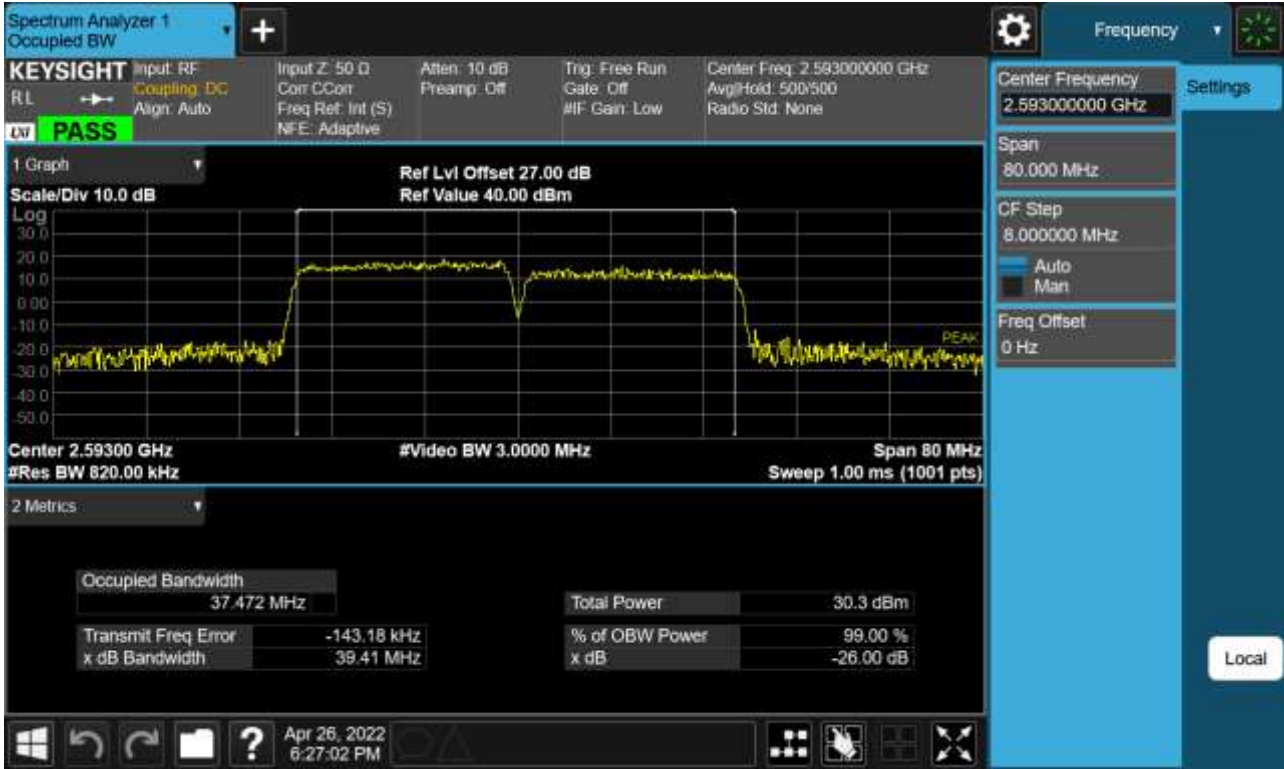 Spectrum Analyzer 1
Occupied BW
Frequency
KEYSIGHT
RL
LXI
PASS
Input: RF
Coupling: DC
Align: Auto
Input Z: 50 Ω
Corr CCorr
Freq Ref: Int (S)
NFE: Adaptive
Atten: 10 dB
Preamp: Off
Trig: Free Run
Gate: Off
#IF Gain: Low
Center Freq: 2.593000000 GHz
Avg|Hold: 500/500
Radio Std: None
Center Frequency
2.593000000 GHz
Settings
Span
80.000 MHz
CF Step
8.000000 MHz
Auto
Man
Freq Offset
0 Hz
Local
1 Graph
Scale/Div 10.0 dB
Ref Lvl Offset 27.00 dB
Ref Value 40.00 dBm
Log
30.0
20.0
10.0
0.00
-10.0
-20.0
-30.0
-40.0
-50.0
PEAK
Center 2.59300 GHz
#Video BW 3.0000 MHz
Span 80 MHz
#Res BW 820.00 kHz
Sweep 1.00 ms (1001 pts)
2 Metrics
Occupied Bandwidth
37.472 MHz
Total Power 30.3 dBm
Transmit Freq Error -143.18 kHz
% of OBW Power 99.00 %
x dB Bandwidth 39.41 MHz
x dB -26.00 dB
?
Apr 26, 2022
6:27:02 PM